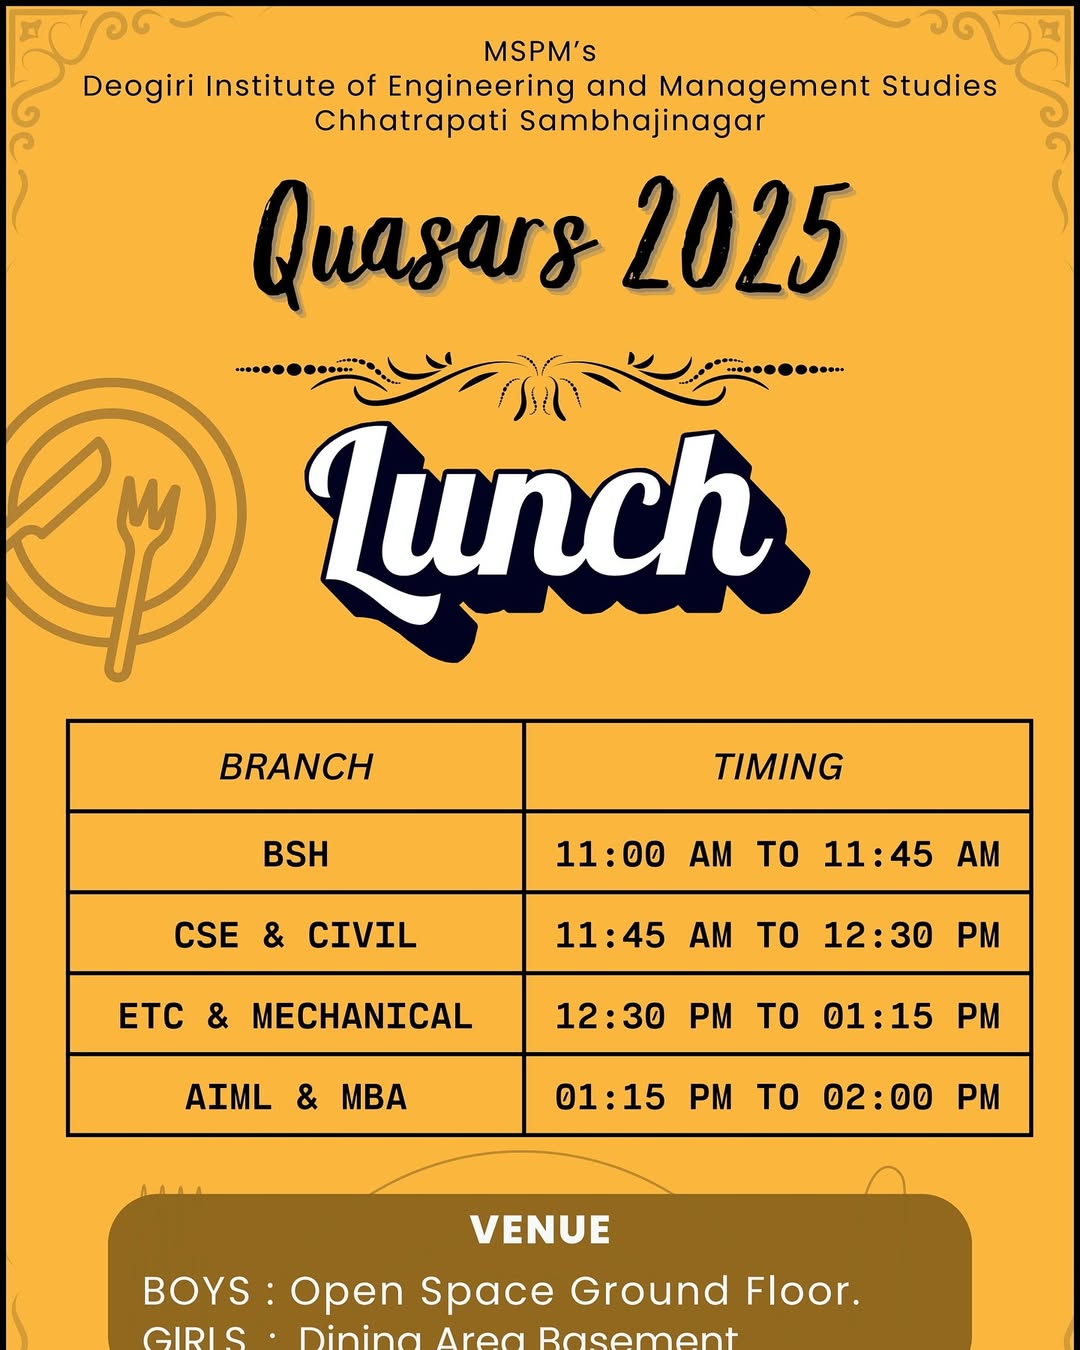 MSPM's
Deogiri Institute of Engineering and Management Studies
Chhatrapati Sambhajinagar
Quasars 2025
Lunch
BRANCH TIMING
BSH 11:00 AM TO 11:45 AM
CSE & CIVIL 11:45 AM TO 12:30 PM
ETC & MECHANICAL 12:30 PM TO 01:15 PM
AIML & MBA 01:15 PM TO 02:00 PM
VENUE
BOYS : Open Space Ground Floor.
GIRLS : Dining Area Basement